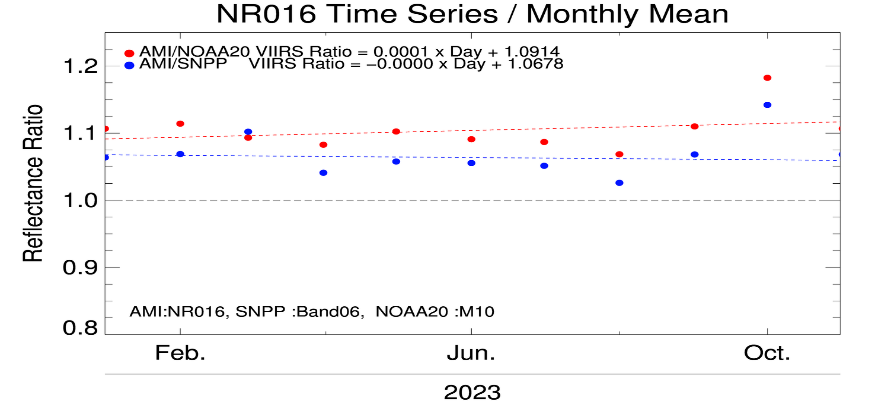 NR016 Time Series / Monthly Mean
AMI/NOAA20 VIIRS Ratio = 0.0001 x Day + 1.0914
AMI/SNPP VIIRS Ratio = −0.0000 x Day + 1.0678
1.2
1.1
1.0
0.9
0.8
Reflectance Ratio
AMI:NR016, SNPP :Band06, NOAA20 :M10
Feb. Jun. Oct.
2023